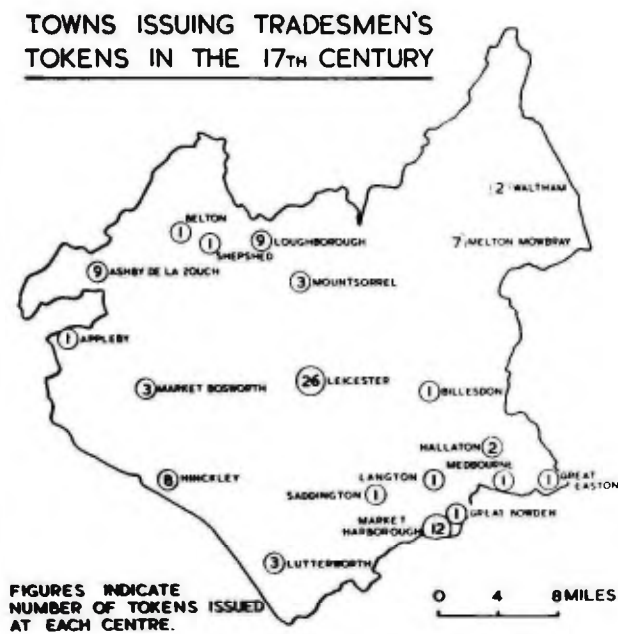 TOWNS ISSUING TRADESMEN'S
TOKENS IN THE 17TH CENTURY
2 WALTHAM
BELTON
1
1
SHEPSHED
9 LOUGHBOROUGH
7 MELTON MOWBRAY
9 ASHBY DE LA ZOUCH
3 MOUNTSORREL
1 APPLEBY
3 MARKET BOSWORTH
26 LEICESTER
1 BILLESDON
HALLATON 2
MEDBOURNE
8 HINCKLEY
LANGTON 1
1
1 GREAT
EASTON
SADDINGTON 1
1 GREAT BOWDEN
MARKET
HARBOROUGH 12
3 LUTTERWORTH
FIGURES INDICATE
NUMBER OF TOKENS ISSUED
AT EACH CENTRE.
0 4 8 MILES